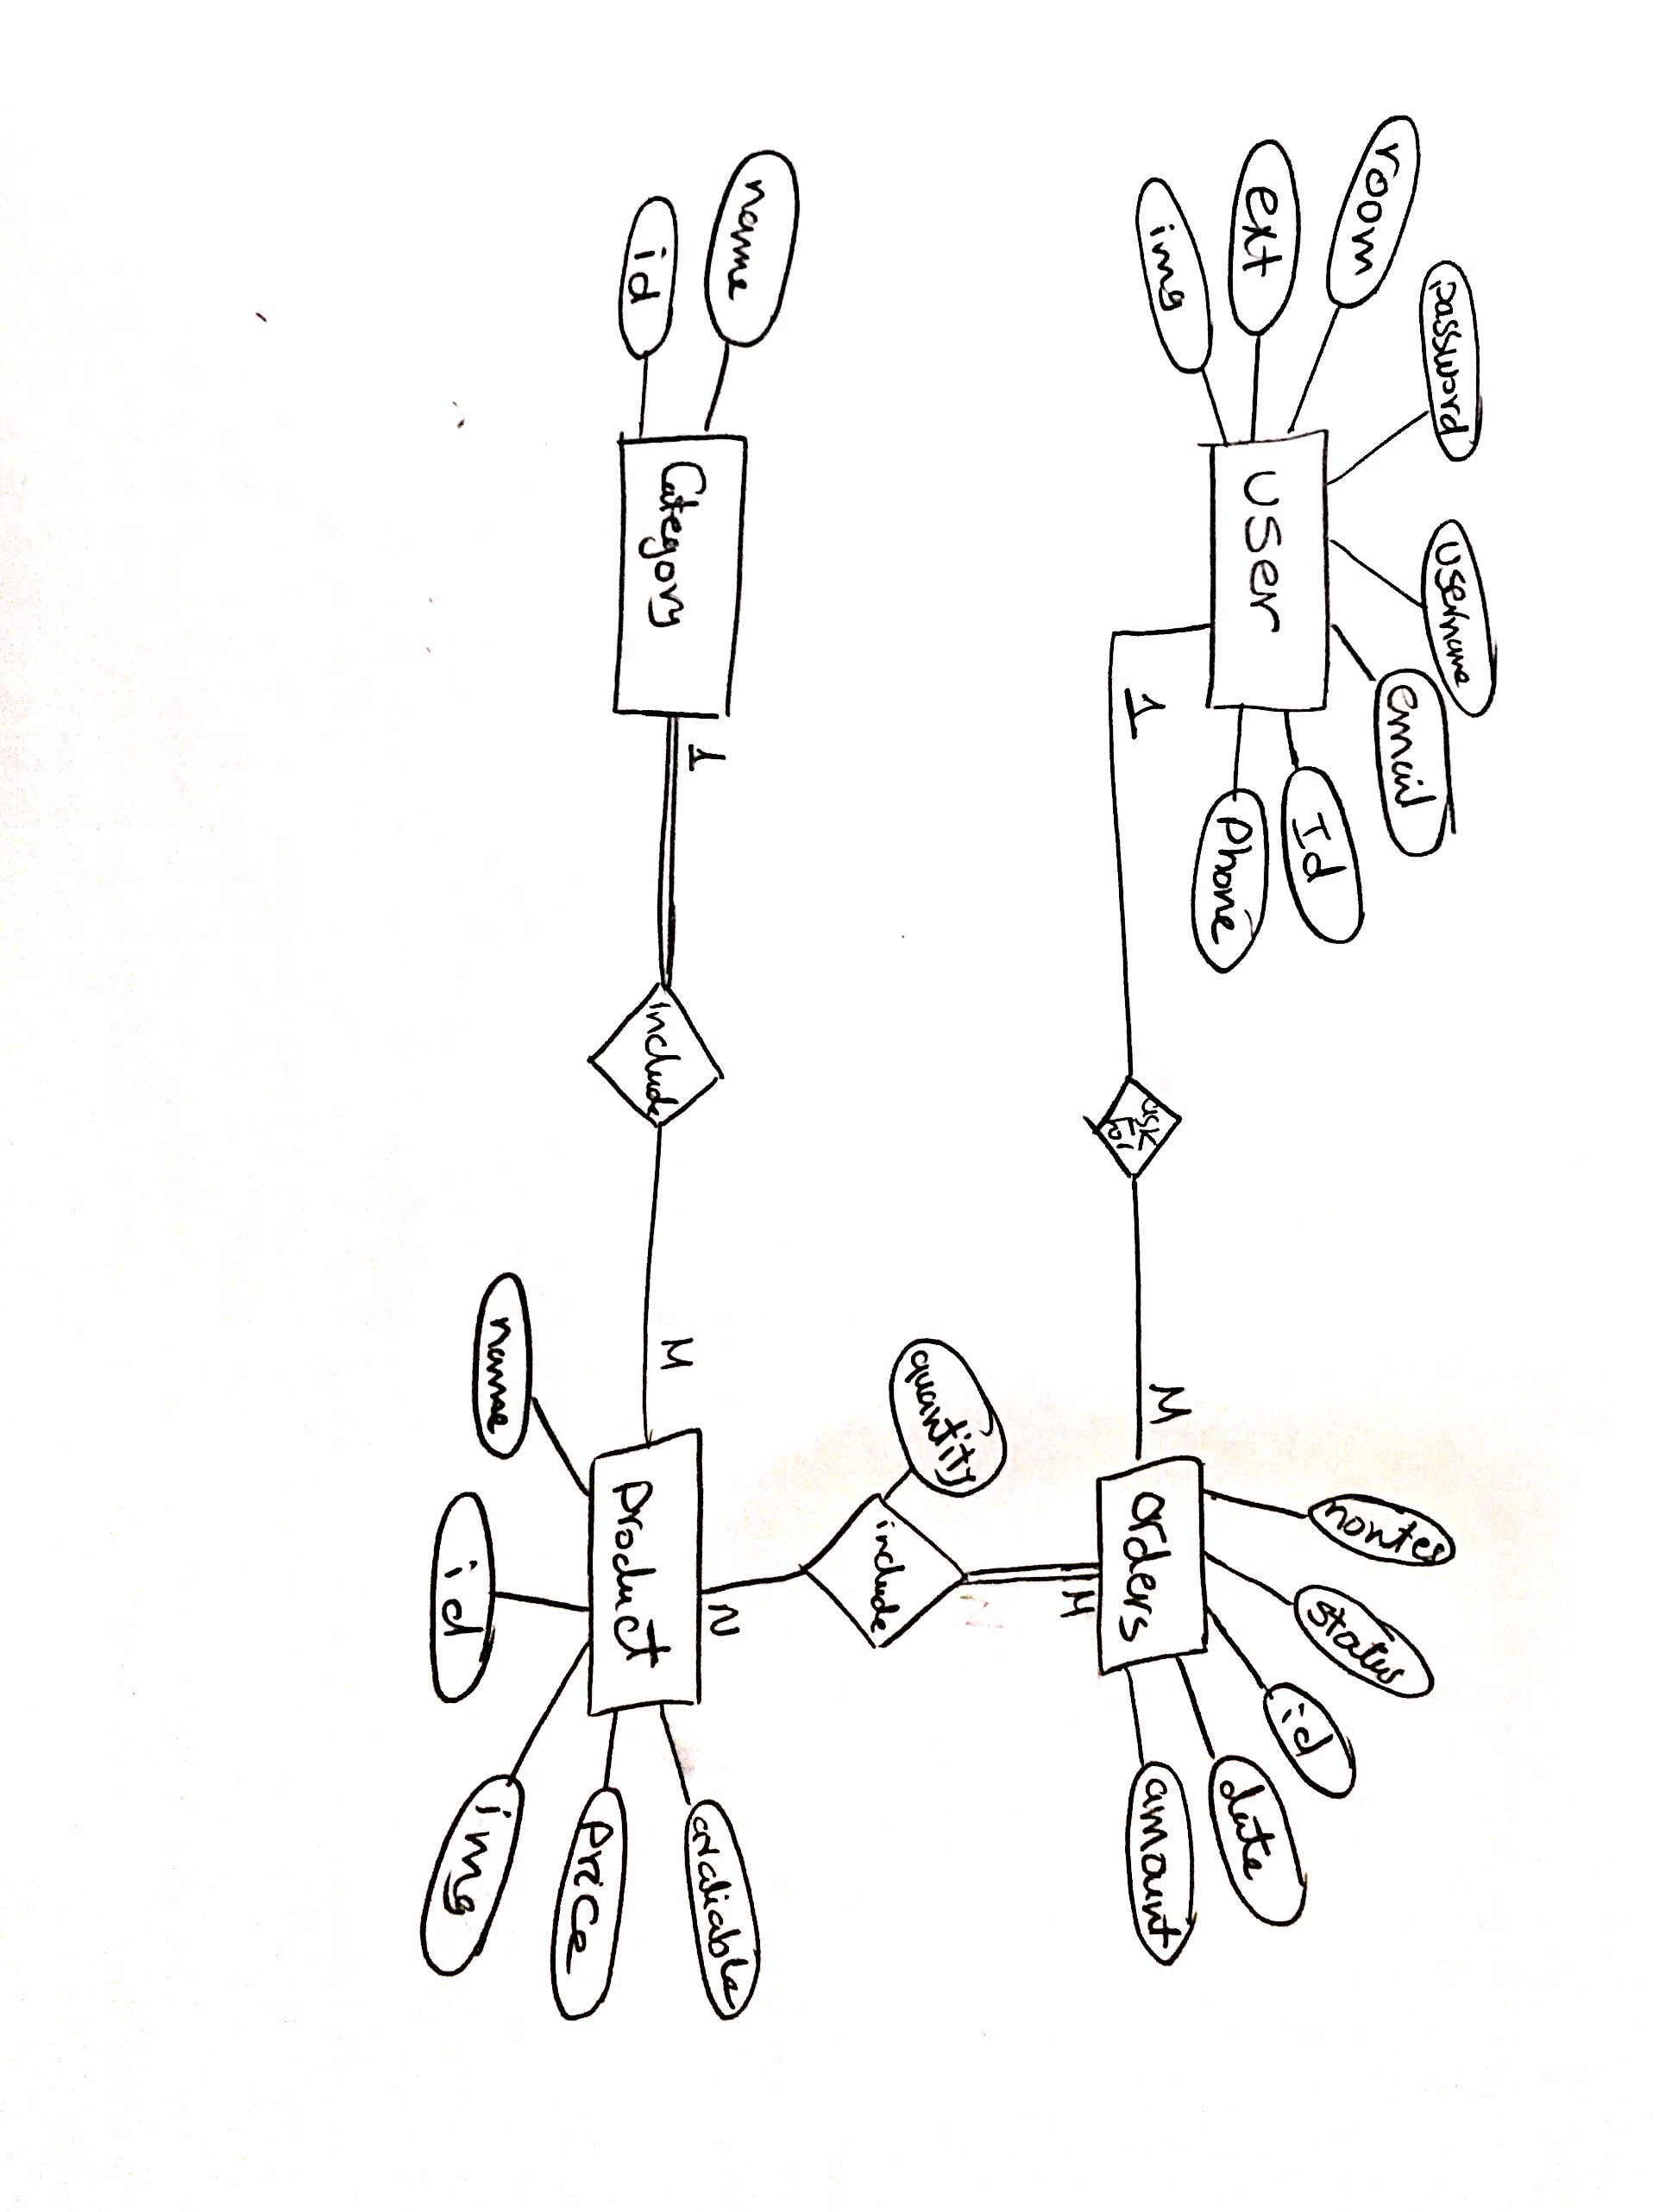 password
username
email
room
Id
ext
user
Phone
img
status
id
date
amount
orders
1
ask
for
M
M
quantity
include
N
name
id
Category
1
include
M
Product
avaliable
price
name
id
img